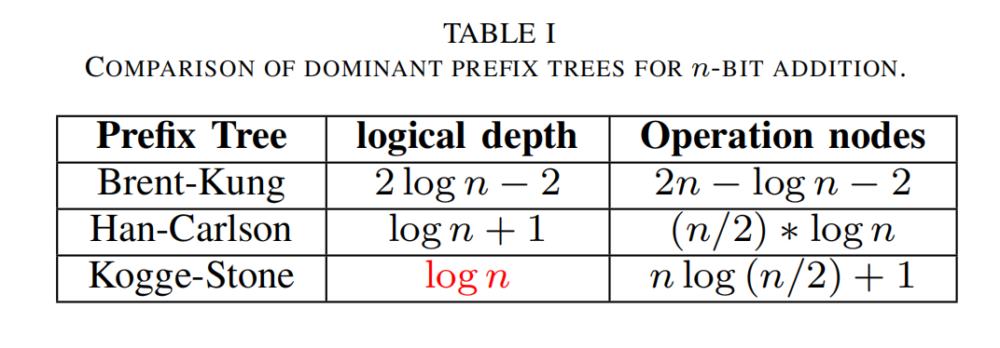 TABLE I
COMPARISON OF DOMINANT PREFIX TREES FOR n-BIT ADDITION.
Prefix Tree logical depth Operation nodes
Brent-Kung 2 log n − 2 2n − log n − 2
Han-Carlson log n + 1 (n/2) ∗ log n
Kogge-Stone log n n log (n/2) + 1